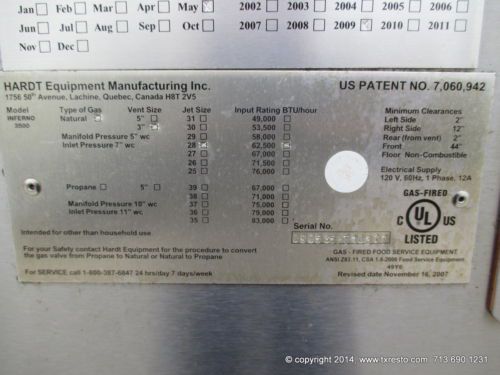 Jan Feb Mar Apr May 2002 2003 2004 2005 2006
Jun Jul Aug Sep Oct 2007 2008 2009 2010 2011
Nov Dec
HARDT Equipment Manufacturing Inc. US PATENT NO. 7,060,942
1756 50th Avenue, Lachine, Quebec, Canada H8T 2V5
Model Type of Gas Vent Size Jet Size Input Rating BTU/hour Minimum Clearances
INFERNO 3500 Natural 5" 31 49,000 Left Side 2"
3" 30 53,500 Right Side 12"
Manifold Pressure 5" wc 29 58,000 Rear (from vent) 2"
Inlet Pressure 7" wc 28 62,500 Front 44"
27 67,000 Floor Non-Combustible
26 71,500
25 76,000 Electrical Supply
120 V, 60Hz, 1 Phase, 12A
Propane 5" 39 67,000 GAS-FIRED
38 71,000
Manifold Pressure 10" wc 37 75,000 C UL US
Inlet Pressure 11" wc 36 79,000
35 83,000 LISTED
Serial No.
Intended for other than household use
For your Safety contact Hardt Equipment for the procedure to convert
the gas valve from Propane to Natural or Natural to Propane
GAS - FIRED FOOD SERVICE EQUIPMENT
ANSI Z83.11, CSA 1.8-2006 Food Service Equipment
49Y6
For SERVICE call 1-800-387-6847 24 hrs/day 7 days/week
Revised date November 16, 2007
© copyright 2014 www.txresto.com 713 690 1231